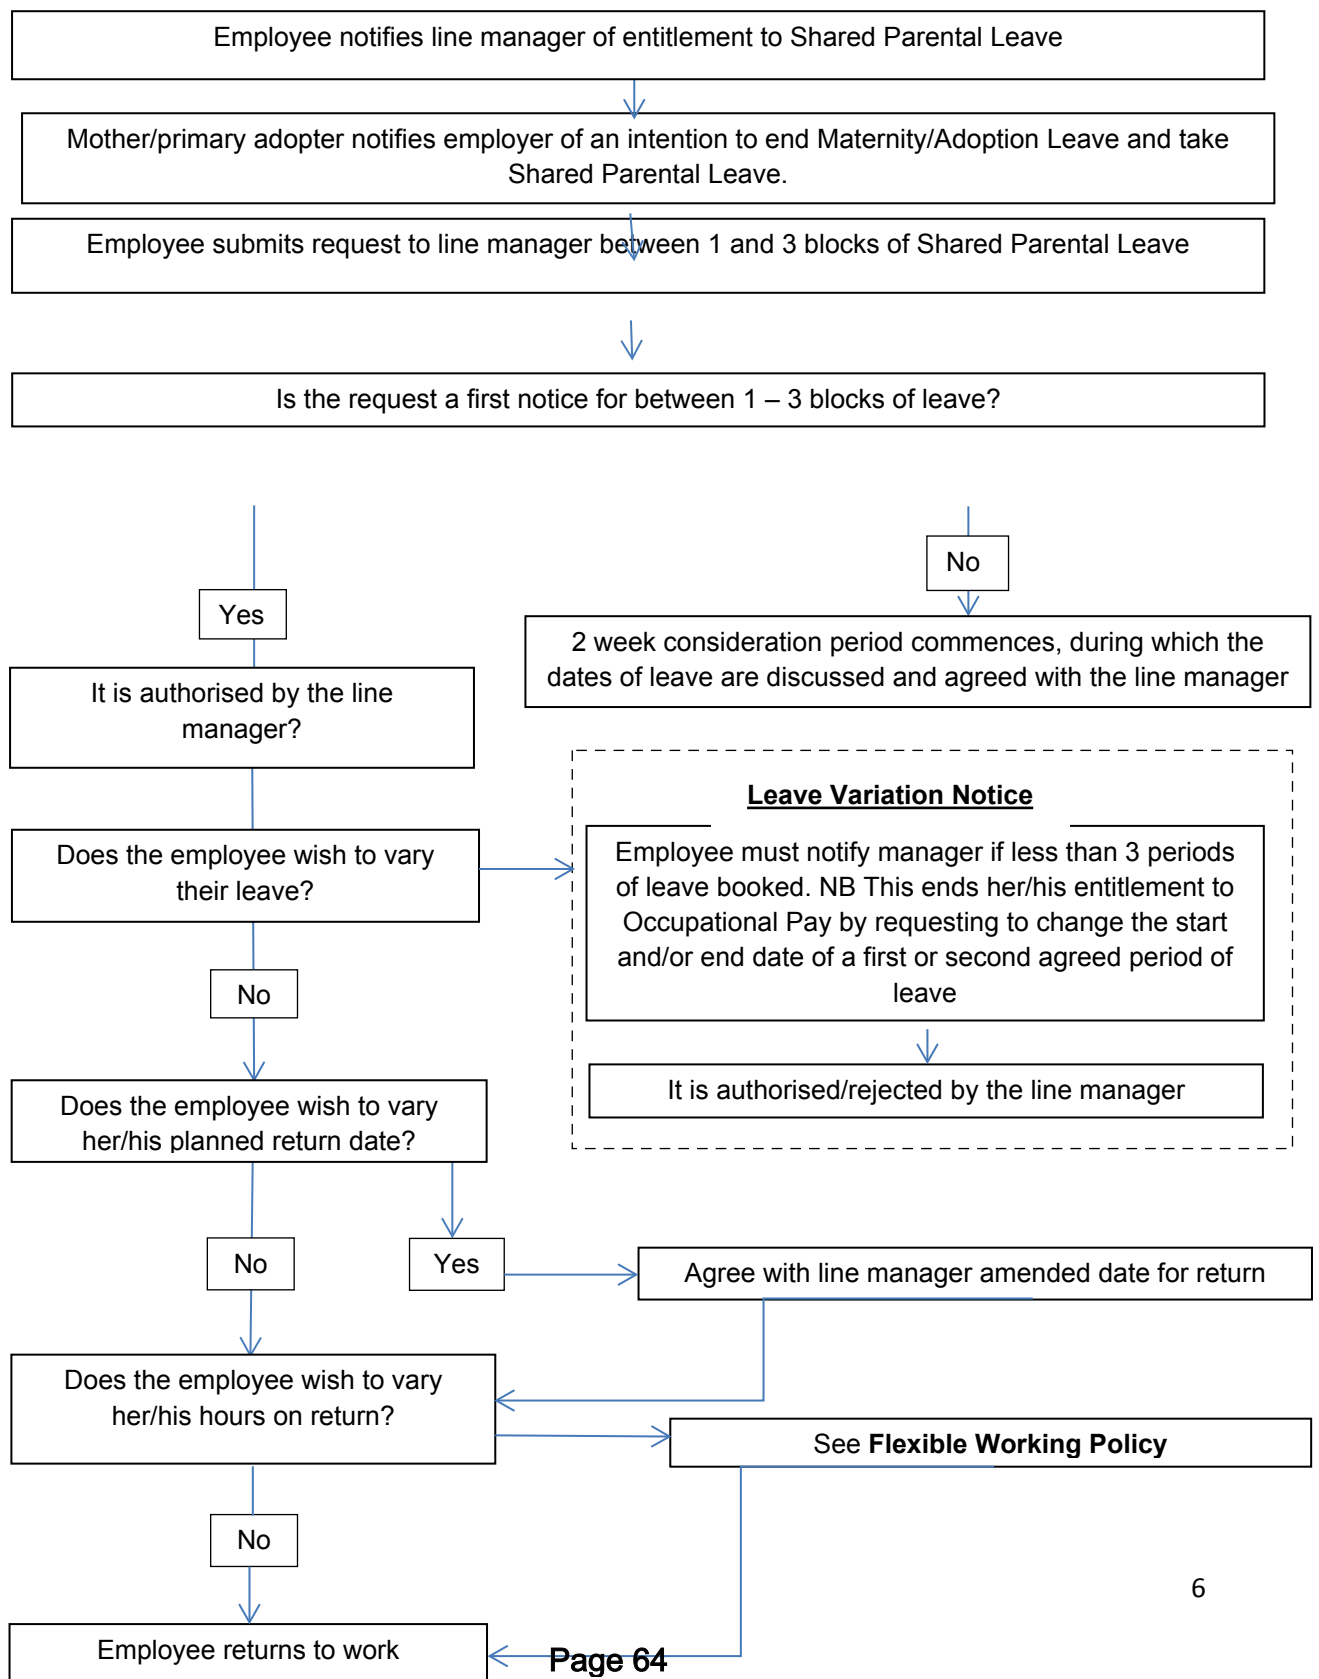 Employee notifies line manager of entitlement to Shared Parental Leave
Mother/primary adopter notifies employer of an intention to end Maternity/Adoption Leave and take
Shared Parental Leave.
Employee submits request to line manager between 1 and 3 blocks of Shared Parental Leave
Is the request a first notice for between 1 – 3 blocks of leave?
No
Yes
2 week consideration period commences, during which the
dates of leave are discussed and agreed with the line manager
It is authorised by the line
manager?
Leave Variation Notice
Does the employee wish to vary
their leave?
Employee must notify manager if less than 3 periods
of leave booked. NB This ends her/his entitlement to
Occupational Pay by requesting to change the start
and/or end date of a first or second agreed period of
leave
No
It is authorised/rejected by the line manager
Does the employee wish to vary
her/his planned return date?
No
Yes
Agree with line manager amended date for return
Does the employee wish to vary
her/his hours on return?
See Flexible Working Policy
No
6
Employee returns to work
Page 64